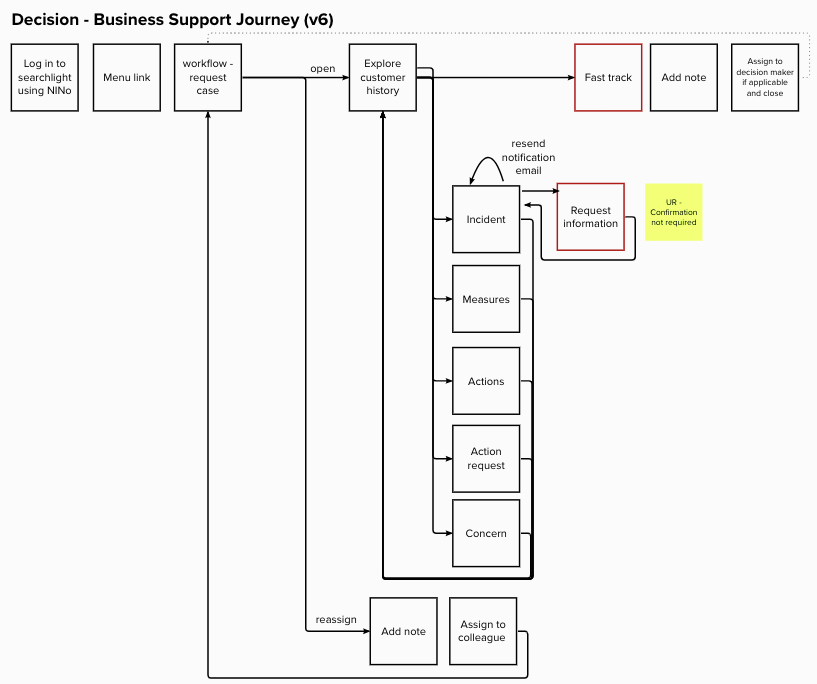 Decision - Business Support Journey (v6)
Log in to
searchlight
using NINo
Menu link
workflow -
request
case
open
Explore
customer
history
Fast track
Add note
Assign to
decision maker
if applicable
and close
resend
notification
email
Incident
Request
information
UR -
Confirmation
not required
Measures
Actions
Action
request
Concern
reassign
Add note
Assign to
colleague